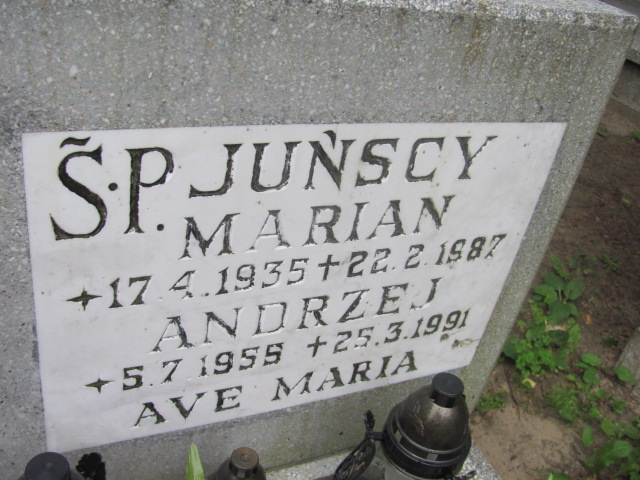 Ś.P. JUŃSCY
MARIAN
✦17.4.1935 ✝22.2.1987
ANDRZEJ
✦5.7.1955 ✝25.3.1991
AVE MARIA